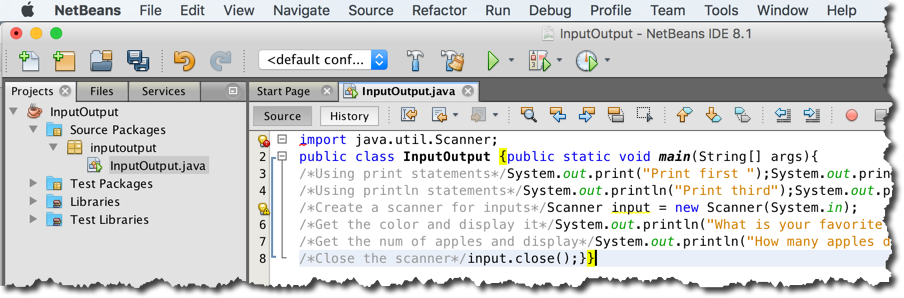 NetBeans File Edit View Navigate Source Refactor Run Debug Profile Team Tools Window Help
InputOutput - NetBeans IDE 8.1
<default conf...
Projects Files Services
Start Page InputOutput.java
InputOutput
Source Packages
inputoutput
InputOutput.java
Test Packages
Libraries
Test Libraries
Source History
import java.util.Scanner;
2 public class InputOutput {public static void main(String[] args){
3 /*Using print statements*/System.out.print("Print first ");System.out.prin
4 /*Using println statements*/System.out.println("Print third");System.out.p
/*Create a scanner for inputs*/Scanner input = new Scanner(System.in);
6 /*Get the color and display it*/System.out.println("What is your favorite
7 /*Get the num of apples and display*/System.out.println("How many apples d
8 /*Close the scanner*/input.close();}}